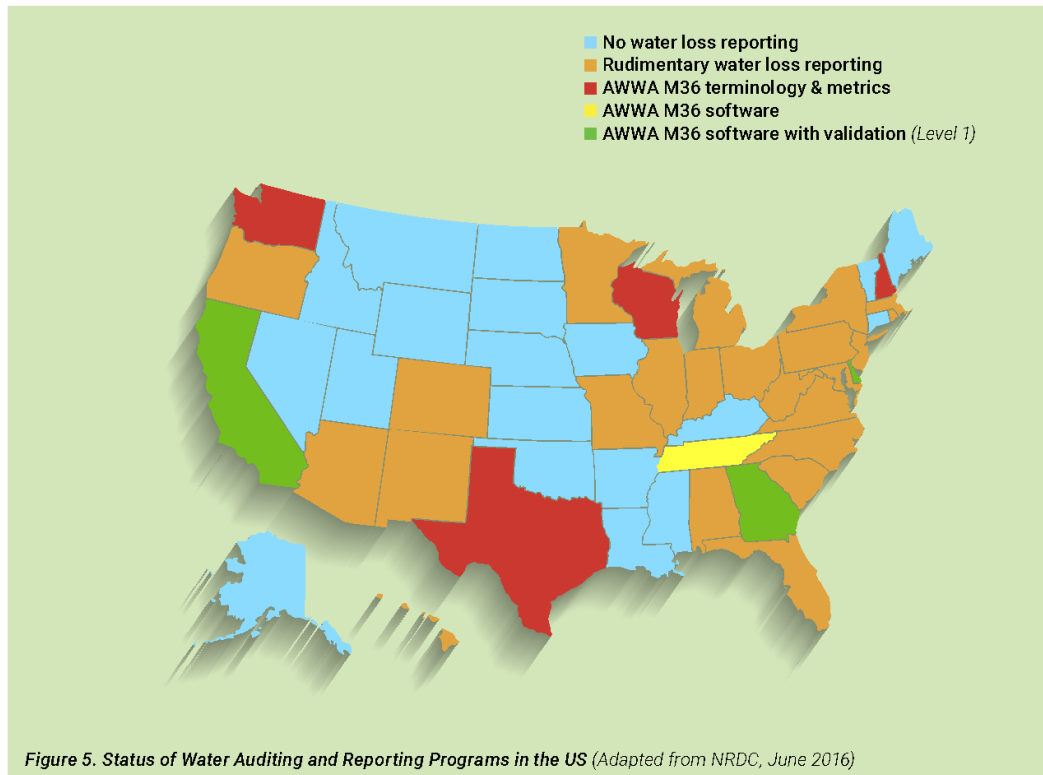 No water loss reporting
Rudimentary water loss reporting
AWWA M36 terminology & metrics
AWWA M36 software
AWWA M36 software with validation (Level 1)
Figure 5. Status of Water Auditing and Reporting Programs in the US (Adapted from NRDC, June 2016)